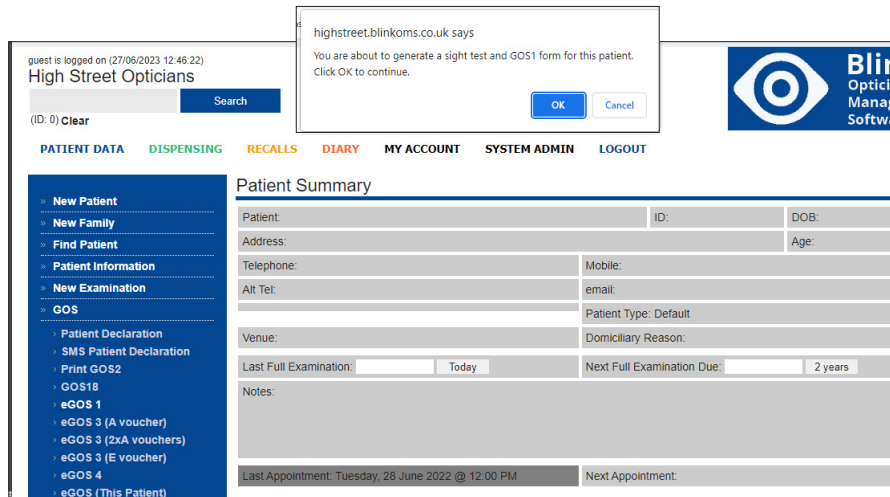 highstreet.blinkoms.co.uk says
You are about to generate a sight test and GOS1 form for this patient.
Click OK to continue.
OK Cancel
guest is logged on (27/06/2023 12:46:22)
High Street Opticians
Search
(ID: 0) Clear
PATIENT DATA DISPENSING RECALLS DIARY MY ACCOUNT SYSTEM ADMIN LOGOUT
» New Patient
» New Family
» Find Patient
» Patient Information
» New Examination
» GOS
› Patient Declaration
› SMS Patient Declaration
› Print GOS2
› GOS18
› eGOS 1
› eGOS 3 (A voucher)
› eGOS 3 (2xA vouchers)
› eGOS 3 (E voucher)
› eGOS 4
› eGOS (This Patient)
Patient Summary
Patient: ID: DOB:
Address: Age:
Telephone: Mobile:
Alt Tel: email:
Patient Type: Default
Venue: Domiciliary Reason:
Last Full Examination: Today Next Full Examination Due: 2 years
Notes:
Last Appointment: Tuesday, 28 June 2022 @ 12:00 PM Next Appointment: